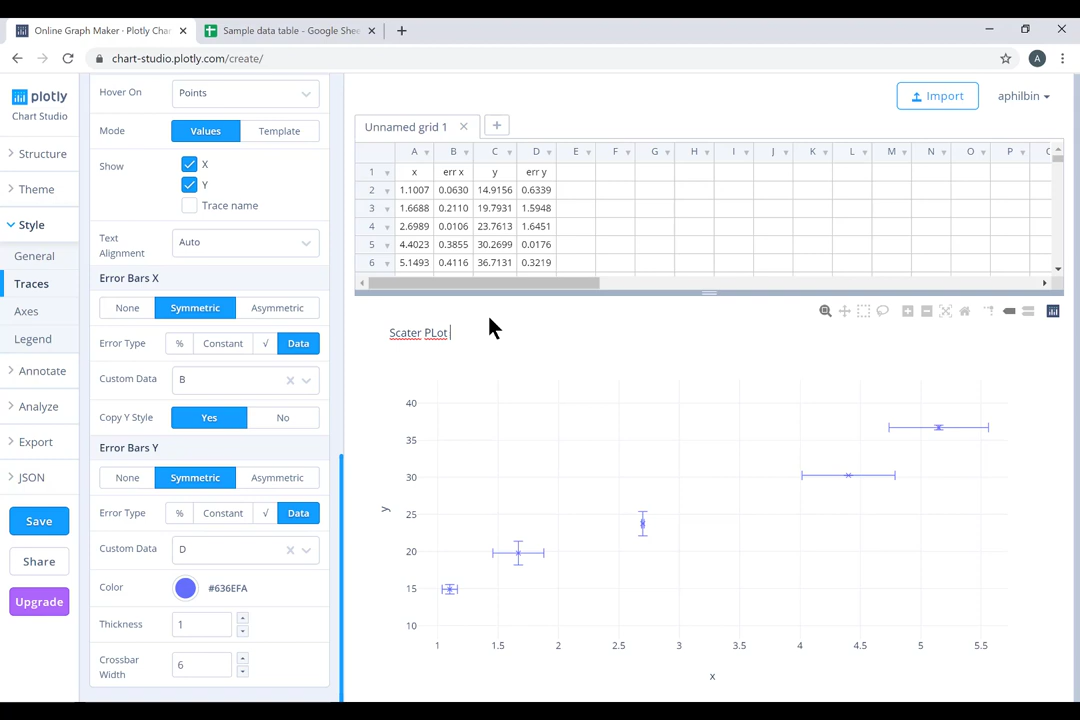 Online Graph Maker · Plotly Cha
Sample data table - Google Shee
chart-studio.plotly.com/create/
A
plotly
Chart Studio
Structure
Theme
Style
General
Traces
Axes
Legend
Annotate
Analyze
Export
JSON
Save
Share
Upgrade
Hover On
Points
Mode
Values
Template
Show
X
Y
Trace name
Text
Alignment
Auto
Error Bars X
None
Symmetric
Asymmetric
Error Type
%
Constant
√
Data
Custom Data
B
Copy Y Style
Yes
No
Error Bars Y
None
Symmetric
Asymmetric
Error Type
%
Constant
√
Data
Custom Data
D
Color
#636EFA
Thickness
1
Crossbar
Width
6
Import
aphilbin
Unnamed grid 1
A B C D E F G H I J K L M N O P
1 x err x y err y
2 1.1007 0.0630 14.9156 0.6339
3 1.6688 0.2110 19.7931 1.5948
4 2.6989 0.0106 23.7613 1.6451
5 4.4023 0.3855 30.2699 0.0176
6 5.1493 0.4116 36.7131 0.3219
Scater PLot
40
35
30
25
20
15
10
y
1 1.5 2 2.5 3 3.5 4 4.5 5 5.5
x